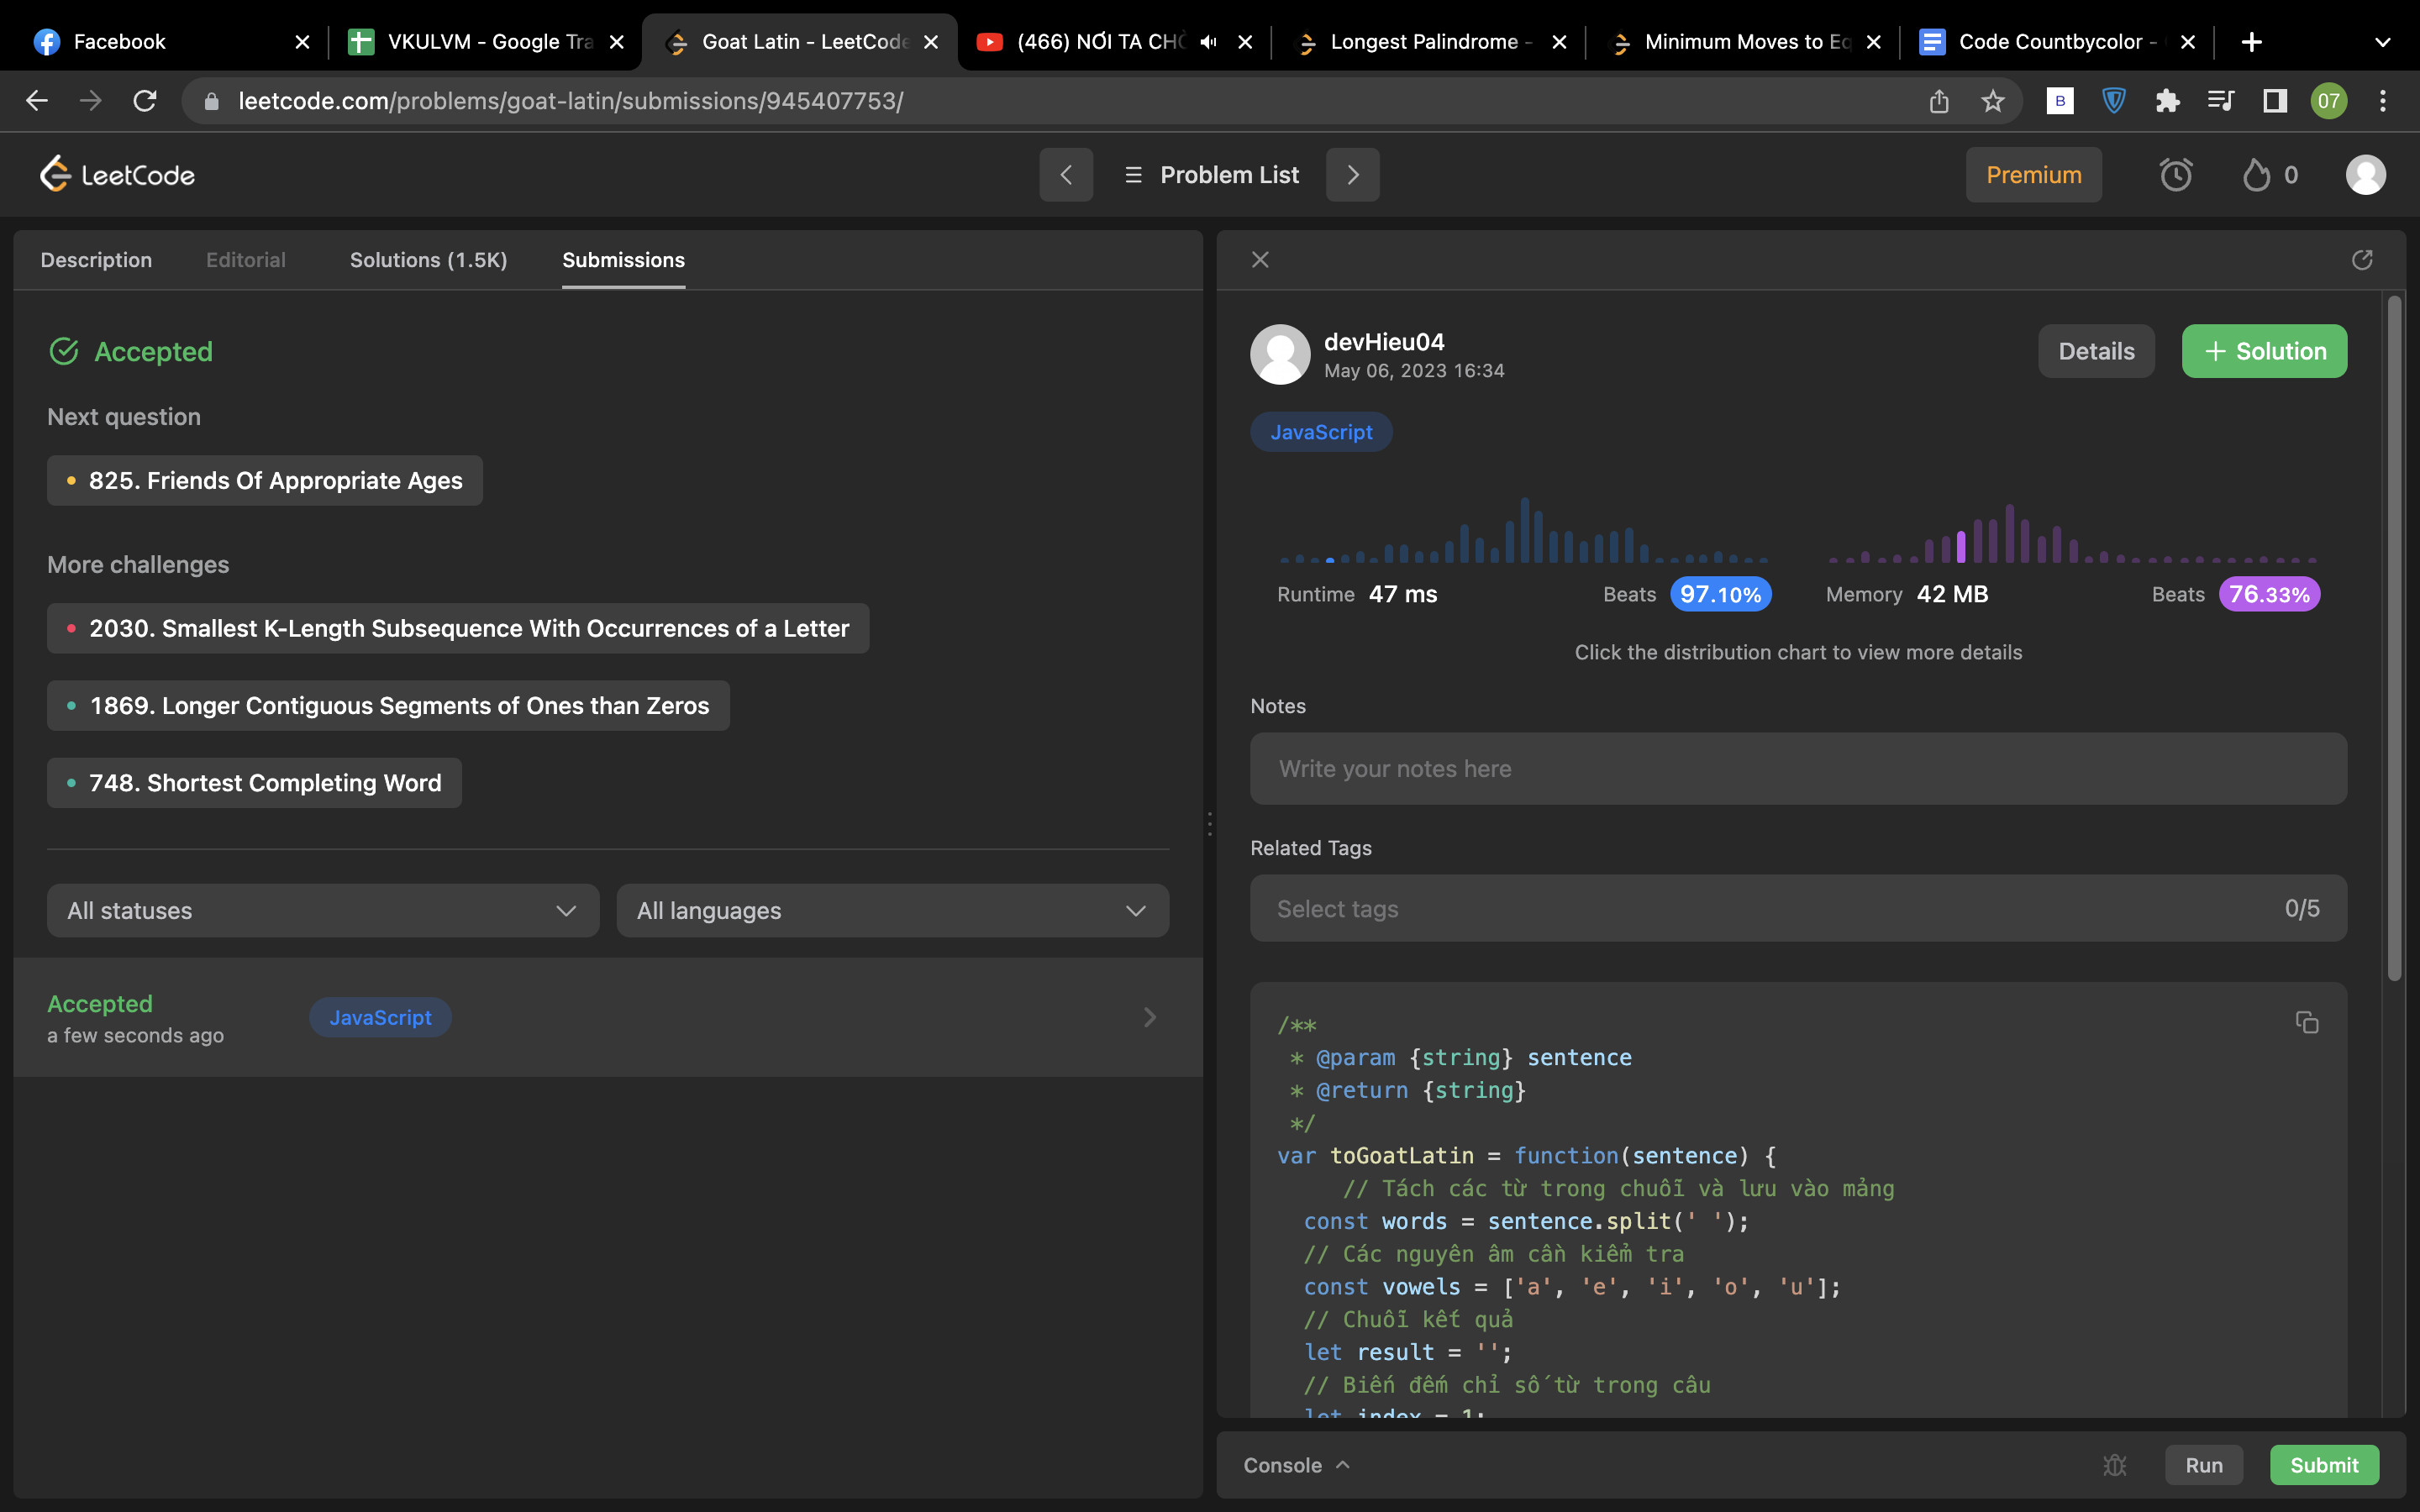 Facebook
VKULVM - Google Tra
Goat Latin - LeetCode
(466) NƠI TA CHỜ
Longest Palindrome -
Minimum Moves to Eq
Code Countbycolor -
leetcode.com/problems/goat-latin/submissions/945407753/
B
07
LeetCode
Problem List
Premium
0
Description
Editorial
Solutions (1.5K)
Submissions
Accepted
Next question
825. Friends Of Appropriate Ages
More challenges
2030. Smallest K-Length Subsequence With Occurrences of a Letter
1869. Longer Contiguous Segments of Ones than Zeros
748. Shortest Completing Word
All statuses
All languages
Accepted
a few seconds ago
JavaScript
devHieu04
May 06, 2023 16:34
Details
+ Solution
JavaScript
Runtime 47 ms
Beats 97.10%
Memory 42 MB
Beats 76.33%
Click the distribution chart to view more details
Notes
Write your notes here
Related Tags
Select tags
0/5
/**
* @param {string} sentence
* @return {string}
*/
var toGoatLatin = function(sentence) {
// Tách các từ trong chuỗi và lưu vào mảng
const words = sentence.split(' ');
// Các nguyên âm cần kiểm tra
const vowels = ['a', 'e', 'i', 'o', 'u'];
// Chuỗi kết quả
let result = '';
// Biến đếm chỉ số từ trong câu
let index = 1;
Console
Run
Submit